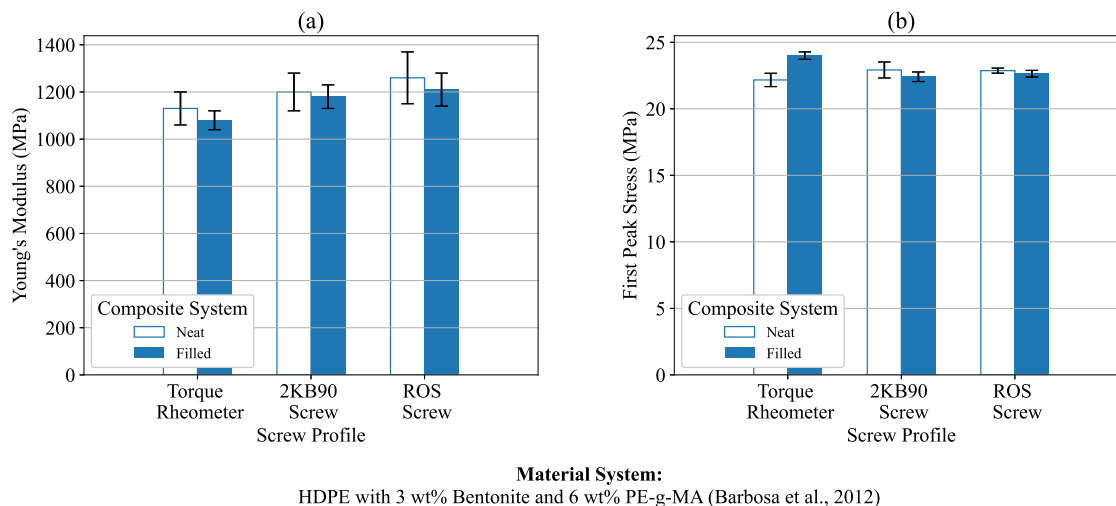 (a)
1400
1200
1000
800
600
400
200
0
Young's Modulus (MPa)
Composite System
Neat
Filled
Torque Rheometer
2KB90 Screw
ROS Screw
Screw Profile
(b)
25
20
15
10
5
0
First Peak Stress (MPa)
Composite System
Neat
Filled
Torque Rheometer
2KB90 Screw
ROS Screw
Screw Profile
Material System:
HDPE with 3 wt% Bentonite and 6 wt% PE-g-MA (Barbosa et al., 2012)